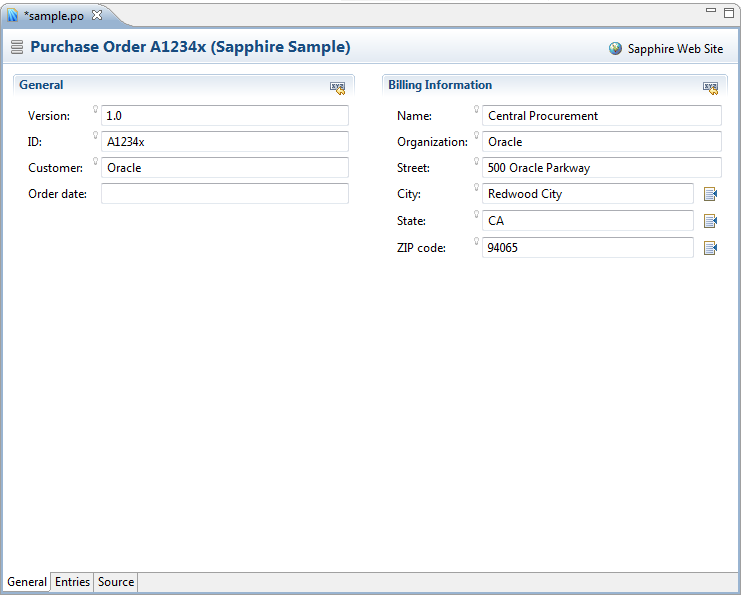 *sample.po
Purchase Order A1234x (Sapphire Sample)
Sapphire Web Site
General
Version: 1.0
ID: A1234x
Customer: Oracle
Order date:
Billing Information
Name: Central Procurement
Organization: Oracle
Street: 500 Oracle Parkway
City: Redwood City
State: CA
ZIP code: 94065
General Entries Source